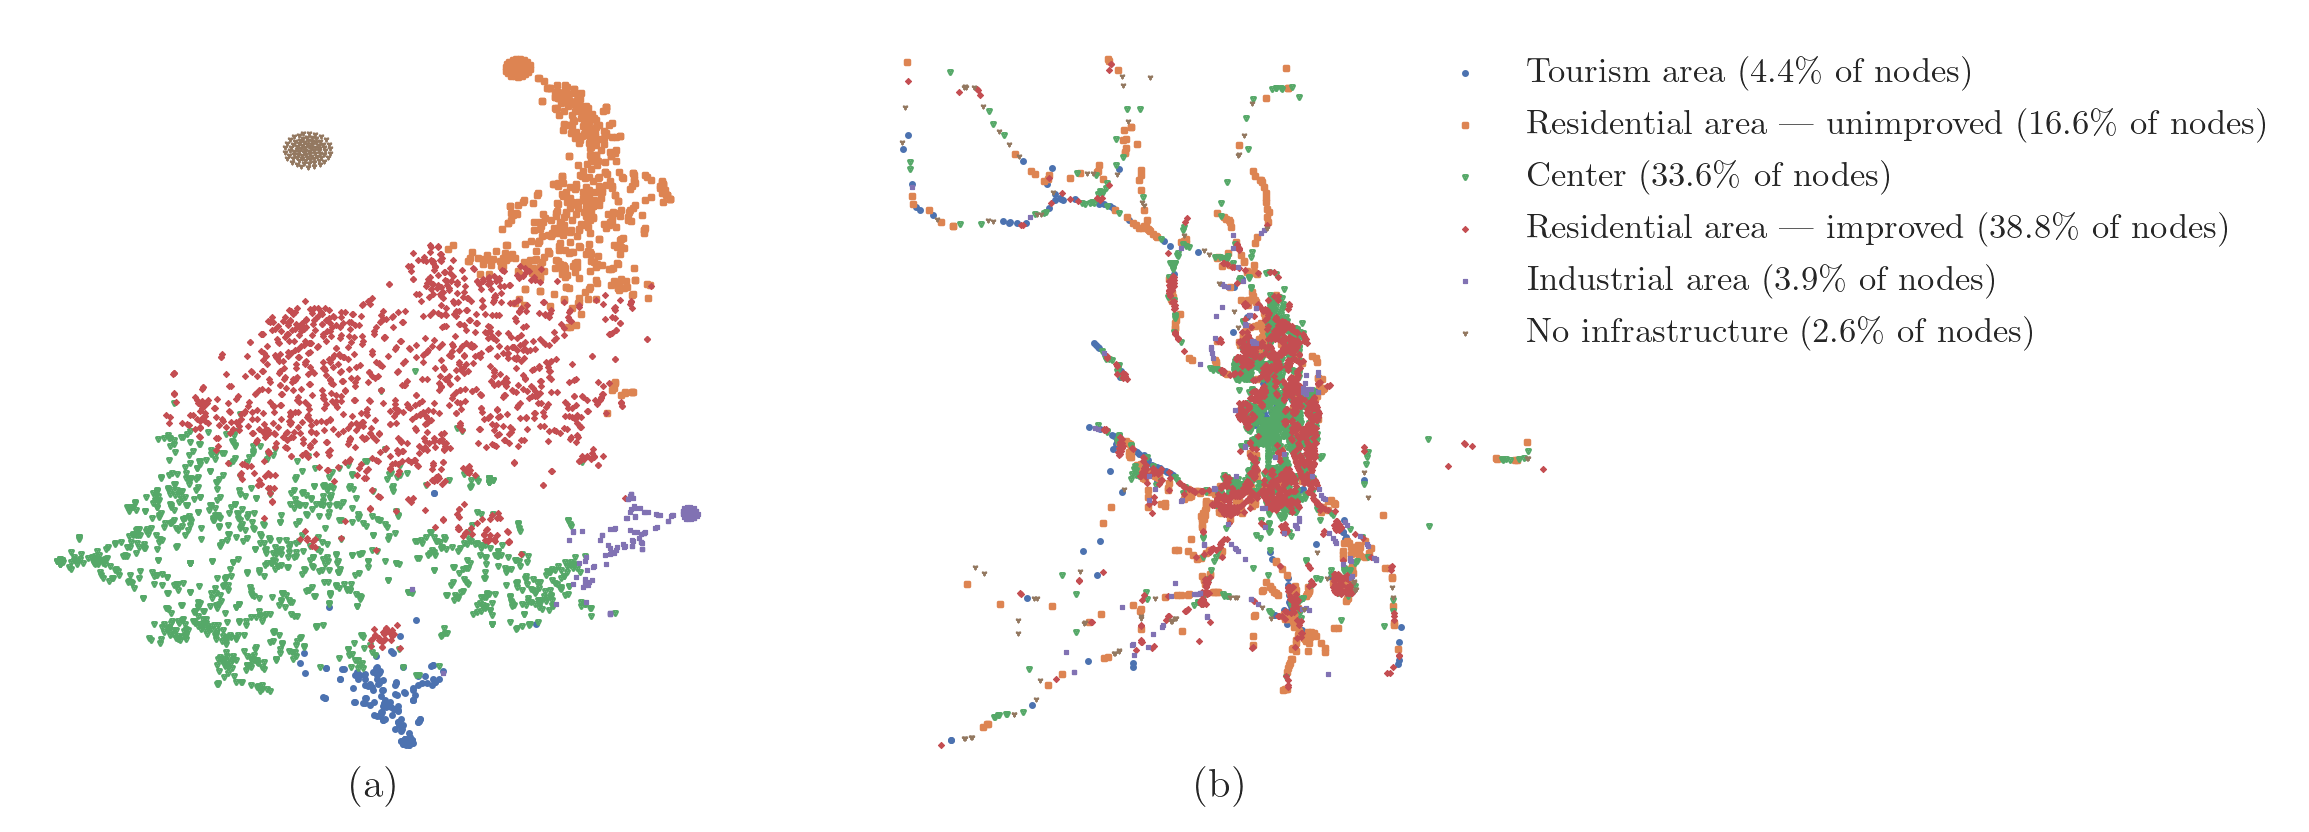 Tourism area (4.4% of nodes)
Residential area — unimproved (16.6% of nodes)
Center (33.6% of nodes)
Residential area — improved (38.8% of nodes)
Industrial area (3.9% of nodes)
No infrastructure (2.6% of nodes)
(a)
(b)